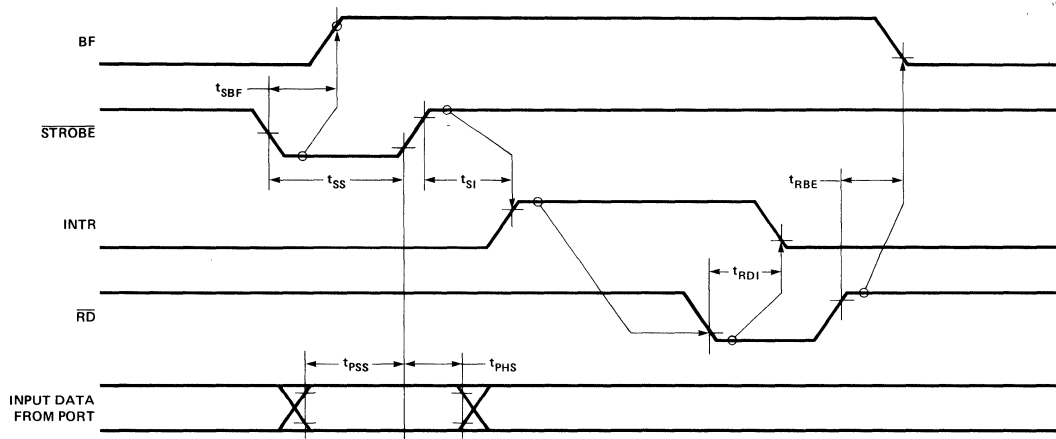 BF
tSBF
STROBE
tSS
tSI
tRBE
INTR
tRDI
RD
tPSS
tPHS
INPUT DATA
FROM PORT